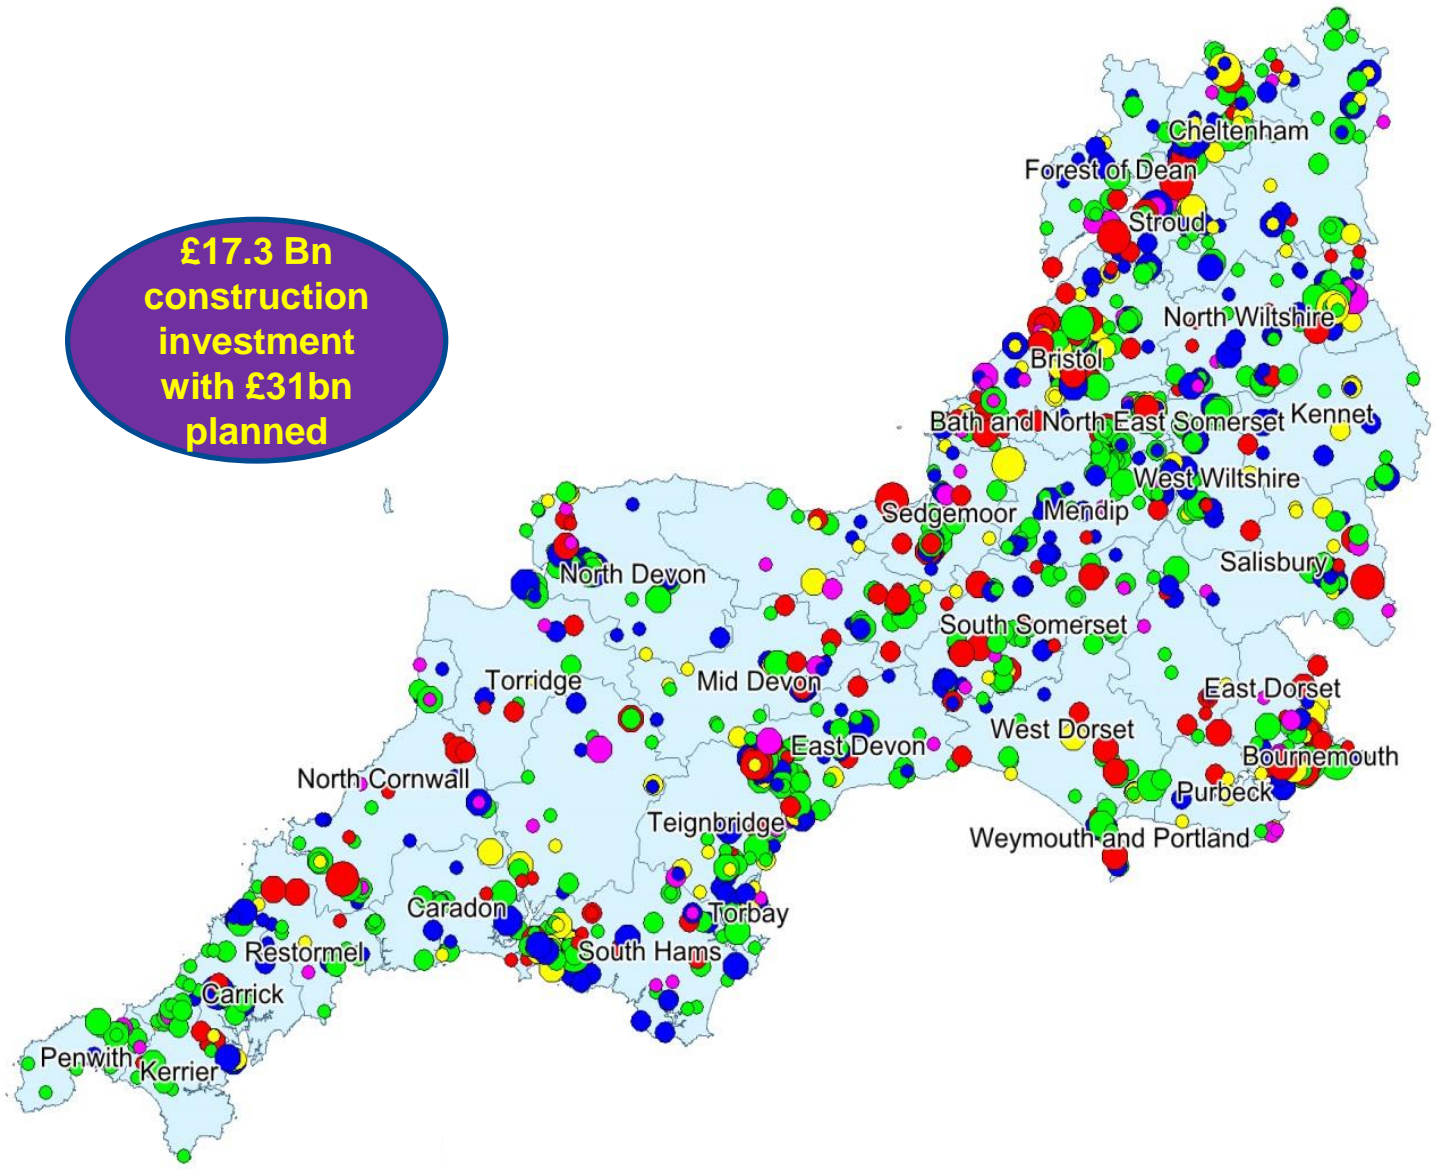 £17.3 Bn
construction
investment
with £31bn
planned
Cheltenham
Forest of Dean
Stroud
North Wiltshire
Bristol
Bath and North East Somerset
Kennet
West Wiltshire
Sedgemoor
Mendip
Salisbury
North Devon
South Somerset
Torridge
Mid Devon
East Dorset
West Dorset
East Devon
Bournemouth
North Cornwall
Purbeck
Teignbridge
Weymouth and Portland
Caradon
Torbay
Restormel
South Hams
Carrick
Penwith
Kerrier